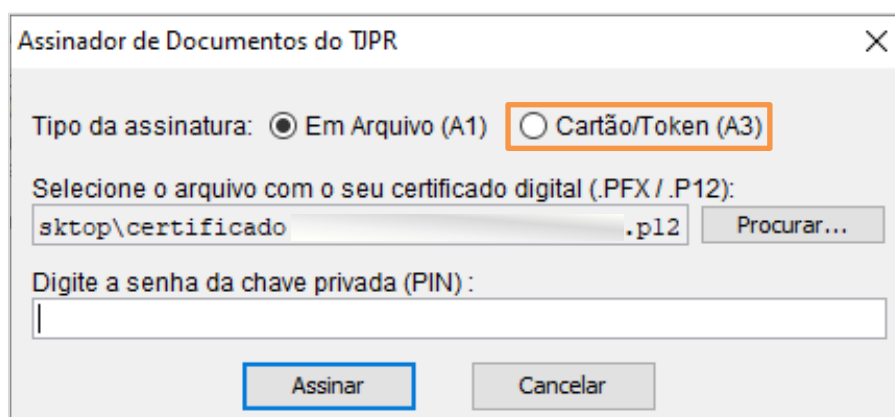 Assinador de Documentos do TJPR
Tipo da assinatura: Em Arquivo (A1) Cartão/Token (A3)
Selecione o arquivo com o seu certificado digital (.PFX / .P12):
sktop\certificado .p12 Procurar...
Digite a senha da chave privada (PIN) :
Assinar Cancelar